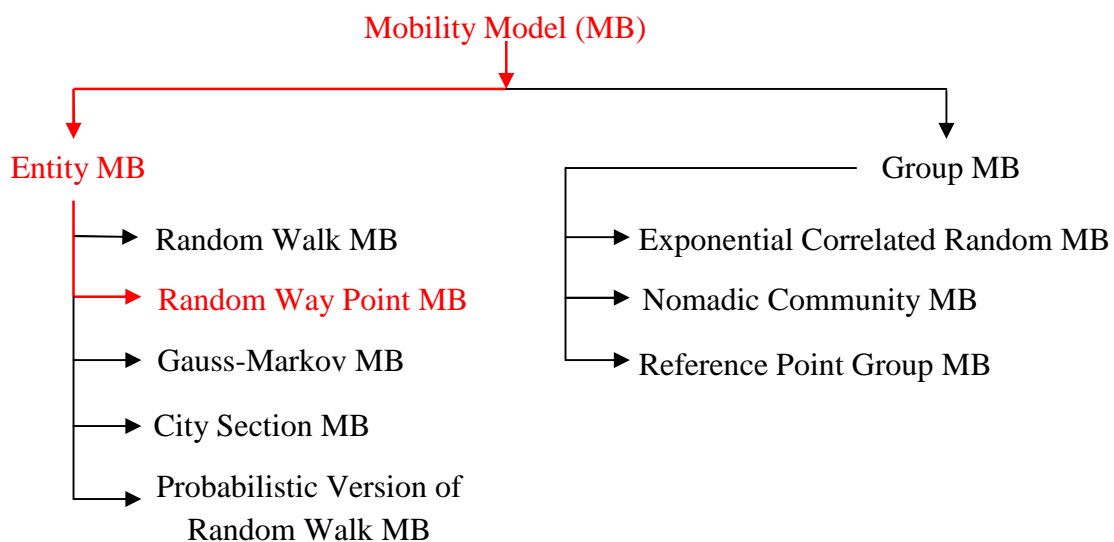 Mobility Model (MB)
Entity MB
Group MB
Random Walk MB
Exponential Correlated Random MB
Random Way Point MB
Nomadic Community MB
Gauss-Markov MB
Reference Point Group MB
City Section MB
Probabilistic Version of
Random Walk MB